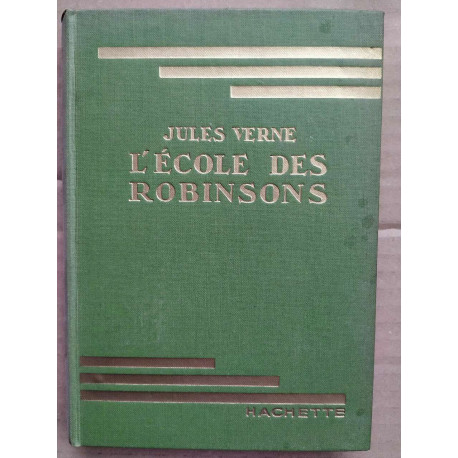 JULES VERNE
L'ÉCOLE DES
ROBINSONS
HACHETTE